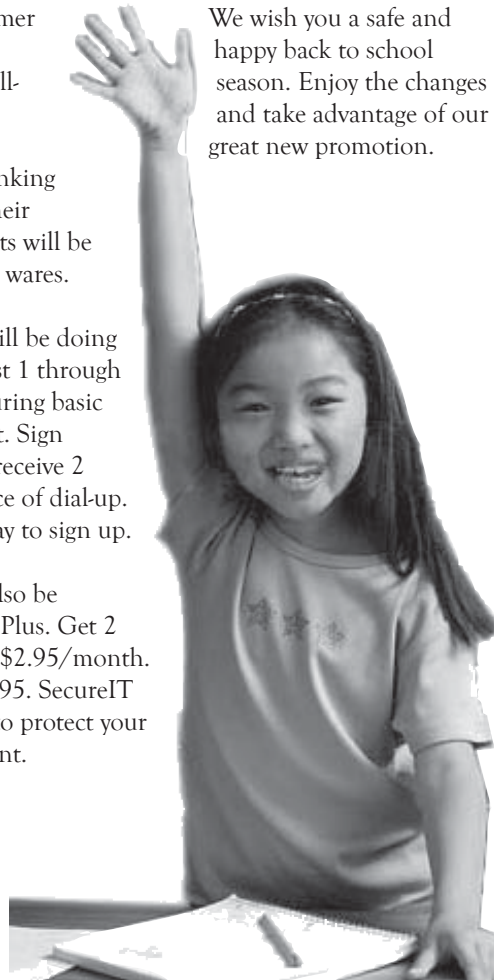 mer
ll-
nking
heir
ts will be
wares.
ill be doing
st 1 through
uring basic
t. Sign
receive 2
ce of dial-up.
ay to sign up.
lso be
Plus. Get 2
$2.95/month.
95. SecureIT
to protect your
nt.
We wish you a safe and
happy back to school
season. Enjoy the changes
and take advantage of our
great new promotion.